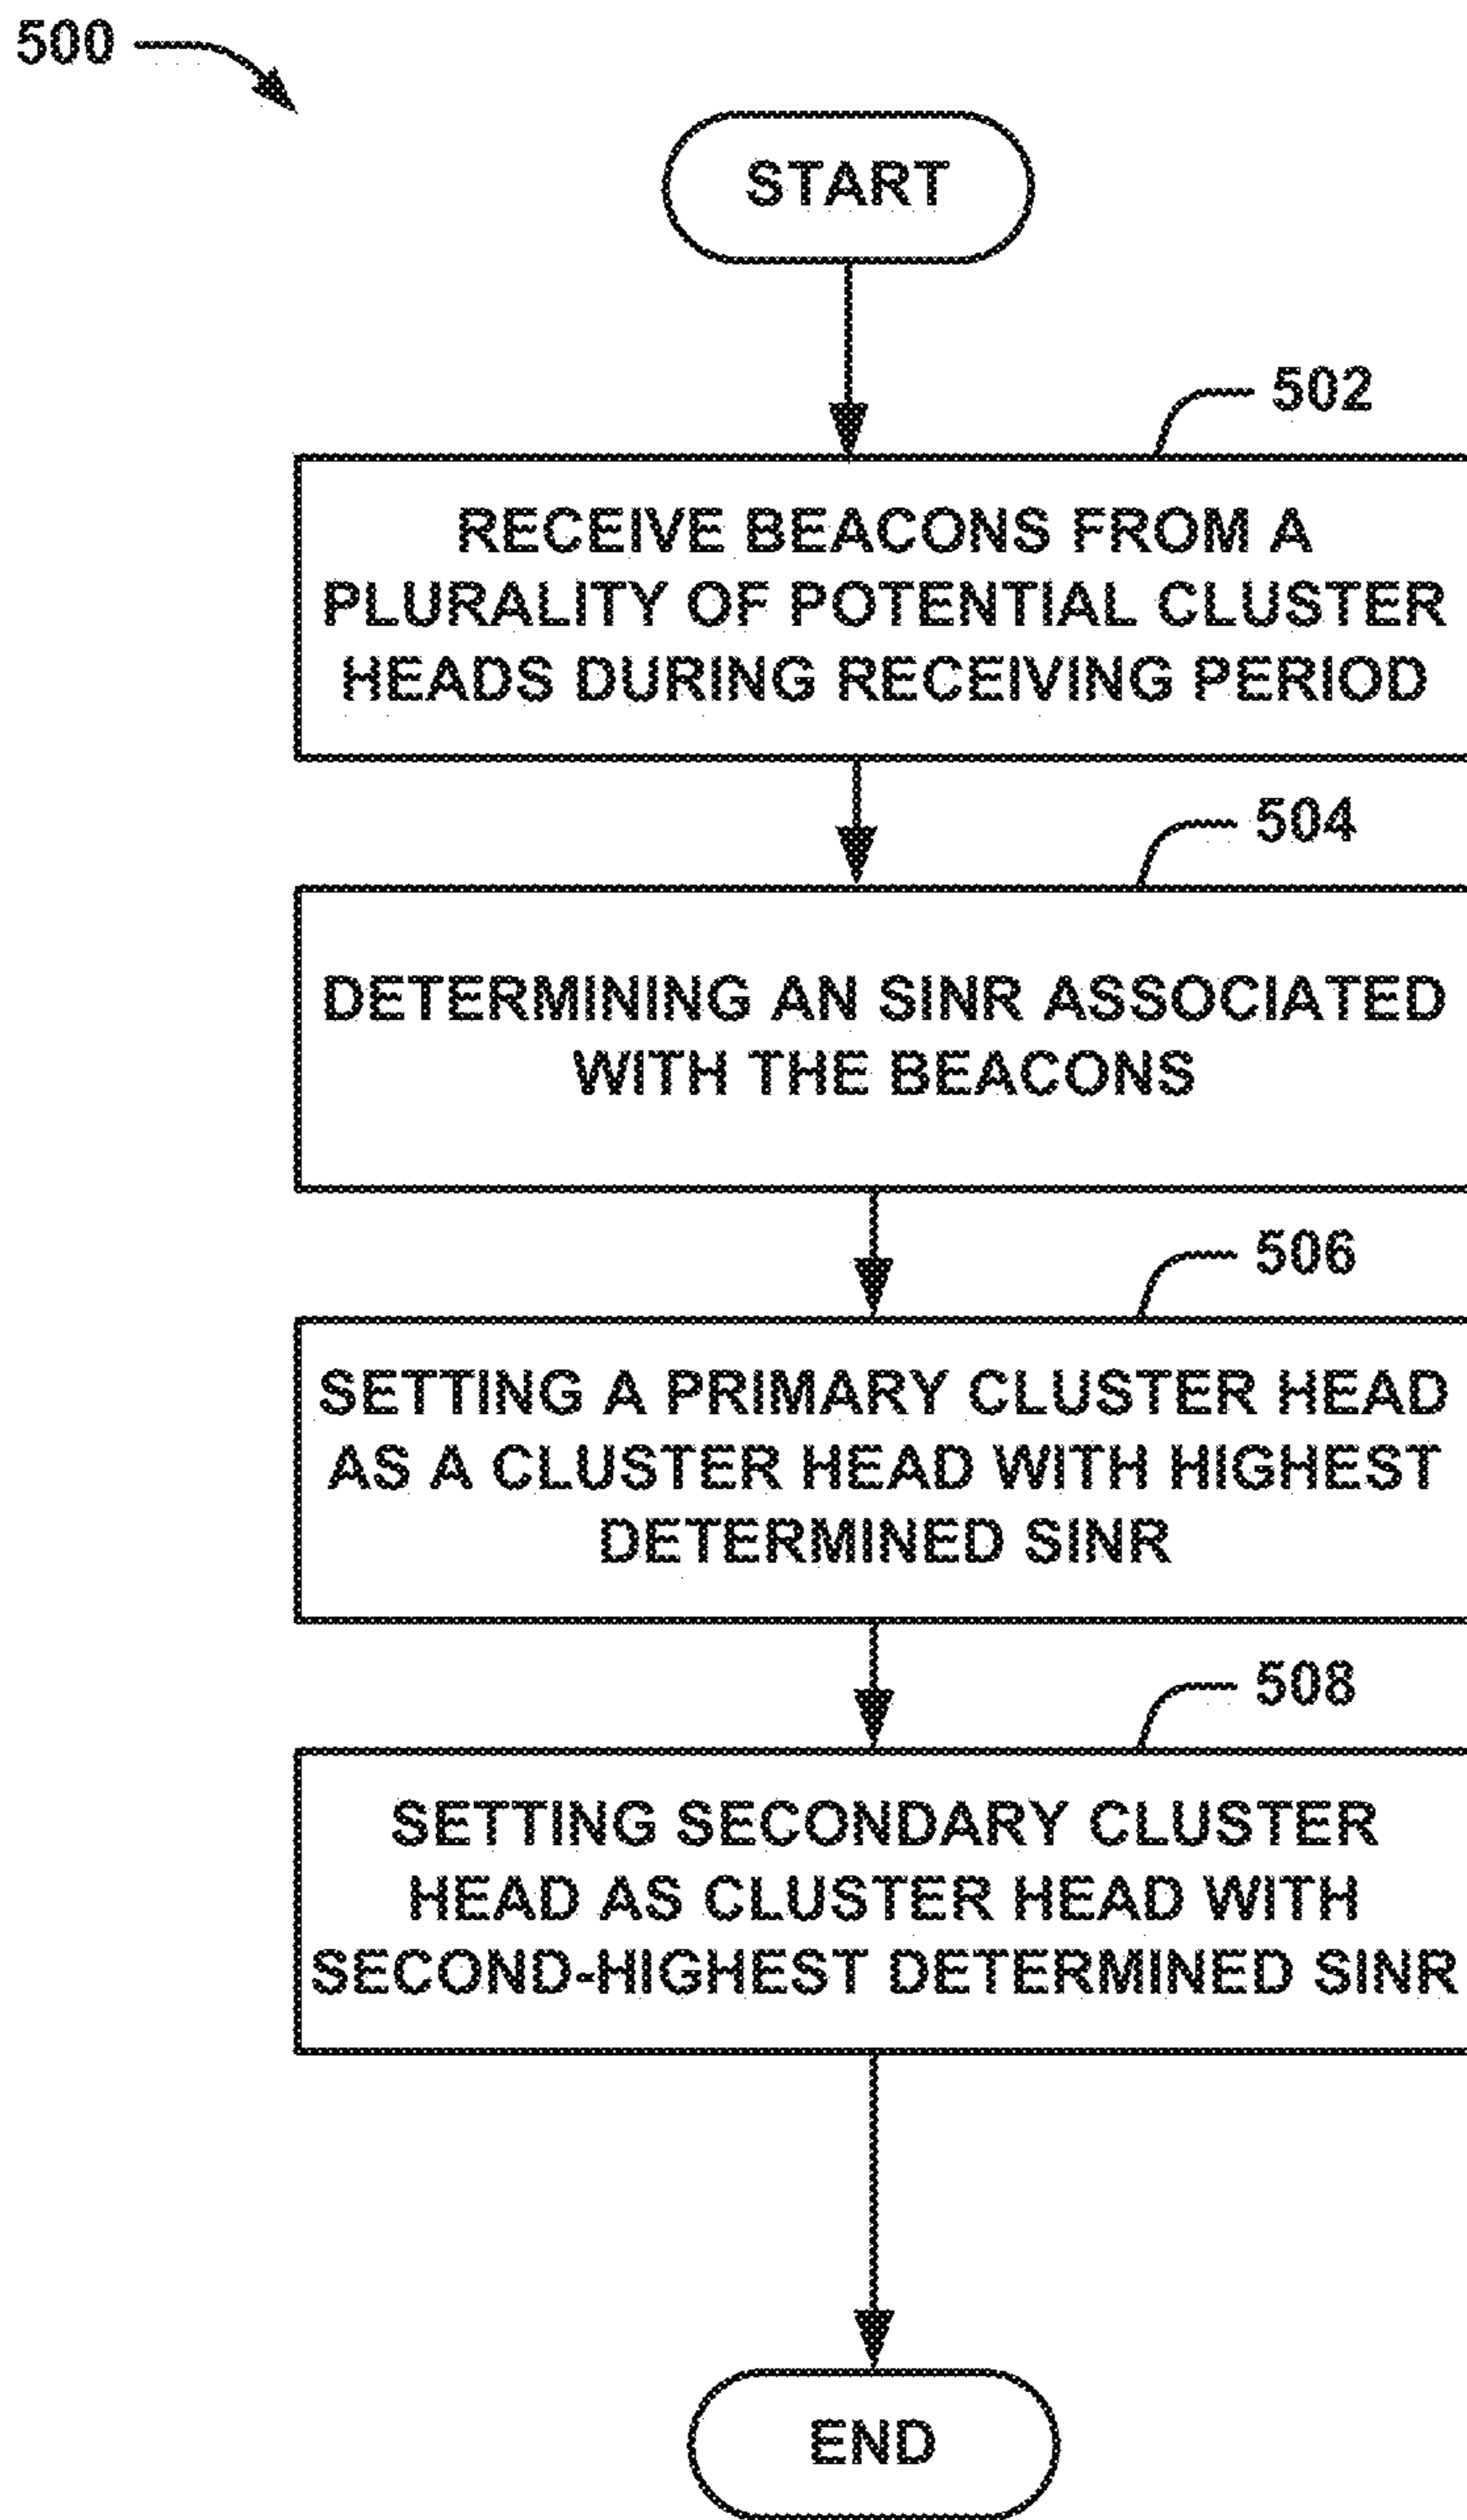 500
START
502
RECEIVE BEACONS FROM A
PLURALITY OF POTENTIAL CLUSTER
HEADS DURING RECEIVING PERIOD
504
DETERMINING AN SINR ASSOCIATED
WITH THE BEACONS
506
SETTING A PRIMARY CLUSTER HEAD
AS A CLUSTER HEAD WITH HIGHEST
DETERMINED SINR
508
SETTING SECONDARY CLUSTER
HEAD AS CLUSTER HEAD WITH
SECOND-HIGHEST DETERMINED SINR
END